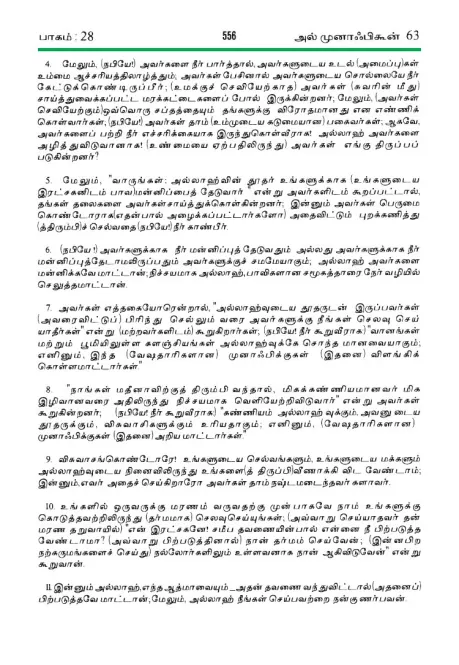 பாகம் : 28 556 அல் முனாஃபிகூன் 63
4. மேலும், (நபியே!) அவர்களை நீர் பார்த்தால், அவர்களுடைய உடல் (அமைப்பு)கள்
உம்மை ஆச்சரியத்திலாழ்த்தும்; அவர்கள் பேசினால் அவர்களுடைய சொல்லையே நீர்
கேட்டுக்கொண்டிருப்பீர்; (உமக்குச் செவியேற்காத) அவர்கள் (சுவரின் மீது)
சாய்த்துவைக்கப்பட்ட மரக்கட்டைகளைப் போல் இருக்கின்றனர்; மேலும், (அவர்கள்
செவியேற்கும்)ஒவ்வொரு சப்தத்தையும் தங்களுக்கு விரோதமானது என எண்ணிக்
கொள்வார்கள்; (நபியே!) அவர்கள் தாம் (உம்முடைய கடுமையான) பகைவர்கள்; ஆகவே,
அவர்களைப் பற்றி நீர் எச்சரிக்கையாக இருந்துகொள்வீராக! அல்லாஹ் அவர்களை
அழித்துவிடுவானாக! (உண்மையை ஏற்பதிலிருந்து) அவர்கள் எங்கு திருப்பப்
படுகின்றனர்?
5. மேலும், "வாருங்கள்: அல்லாஹ்வின் தூதர் உங்களுக்காக (உங்களுடைய
இரட்சகனிடம் பாவ)மன்னிப்பைத் தேடுவார்" என்று அவர்களிடம் கூறப்பட்டால்,
தங்கள் தலைகளை அவர்கள்சாய்த்துக்கொள்கின்றனர்; இன்னும் அவர்கள் பெருமை
கொண்டோராக(எதன்பால் அழைக்கப்பட்டார்களோ) அதைவிட்டும் புறக்கணித்து
(த்திரும்பி)ச் செல்வதை(நபியே!)நீர் காண்பீர்.
6. (நபியே!) அவர்களுக்காக நீர் மன்னிப்புத் தேடுவதும் அல்லது அவர்களுக்காக நீர்
மன்னிப்புத்தேடாமலிருப்பதும் அவர்களுக்குச் சமமேயாகும்; அல்லாஹ் அவர்களை
மன்னிக்கவே மாட்டான்; நிச்சயமாக அல்லாஹ், பாவிகளான சமூகத்தாரை நேர் வழியில்
செலுத்தமாட்டான்.
7. அவர்கள் எத்தகையோரென்றால், "அல்லாஹ்வுடைய தூதருடன் இருப்பவர்கள்
(அவரைவிட்டுப்) பிரிந்து செல்லும் வரை அவர்களுக்கு நீங்கள் செலவு செய்
யாதீர்கள்" என்று (மற்றவர்களிடம்) கூறுகிறார்கள்; (நபியே! நீர் கூறுவீராக) "வானங்கள்
மற்றும் பூமியிலுள்ள களஞ்சியங்கள் அல்லாஹ்வுக்கே சொந்த மானவையாகும்;
எனினும், இந்த (வேஷதாரிகளான) முனாஃபிக்குகள் (இதனை) விளங்கிக்
கொள்ளமாட்டார்கள்"
8. "நாங்கள் மதீனாவிற்குத் திரும்பி வந்தால், மிகக்கண்ணியமானவர் மிக
இழிவானவரை அதிலிருந்து நிச்சயமாக வெளியேற்றிவிடுவார்" என்று அவர்கள்
கூறுகின்றனர்; (நபியே! நீர் கூறுவீராக) "கண்ணியம் அல்லாஹ்வுக்கும், அவனுடைய
தூதருக்கும், விசுவாசிகளுக்கும் உரியதாகும்; எனினும், (வேஷதாரிகளான)
முனாஃபிக்குகள் (இதனை) அறிய மாட்டார்கள்."
9. விசுவாசங்கொண்டோரே! உங்களுடைய செல்வங்களும், உங்களுடைய மக்களும்
அல்லாஹ்வுடைய நினைவிலிருந்து உங்களை(த் திருப்பி)வீணாக்கி விட வேண்டாம்;
இன்னும், எவர் அதைச் செய்கிறாரோ அவர்கள் தாம் நஷ்டமடைந்தவர்களாவர்.
10. உங்களில் ஒருவருக்கு மரணம் வருவதற்கு முன்பாகவே நாம் உங்களுக்கு
கொடுத்தவற்றிலிருந்து (தர்மமாகச்) செலவுசெய்யுங்கள்; (அவ்வாறு செய்யாதவர் தன்
மரண தறுவாயில்) "என் இரட்சகனே! சமீப தவணையின்பால் என்னை நீ பிற்படுத்த
வேண்டாமா? (அவ்வாறு பிற்படுத்தினால்) நான் தர்மம் செய்வேன்; (இன்னபிற
நற்கருமங்களைச் செய்து) நல்லோர்களிலும் உள்ளவனாக நான் ஆகிவிடுவேன்" என்று
கூறுவான்.
11. இன்னும் அல்லாஹ், எந்த ஆத்மாவையும்_அதன் தவணை வந்துவிட்டால் (அதனைப்)
பிற்படுத்தவே மாட்டான்; மேலும், அல்லாஹ் நீங்கள் செய்பவற்றை நன்குணர்பவன்.